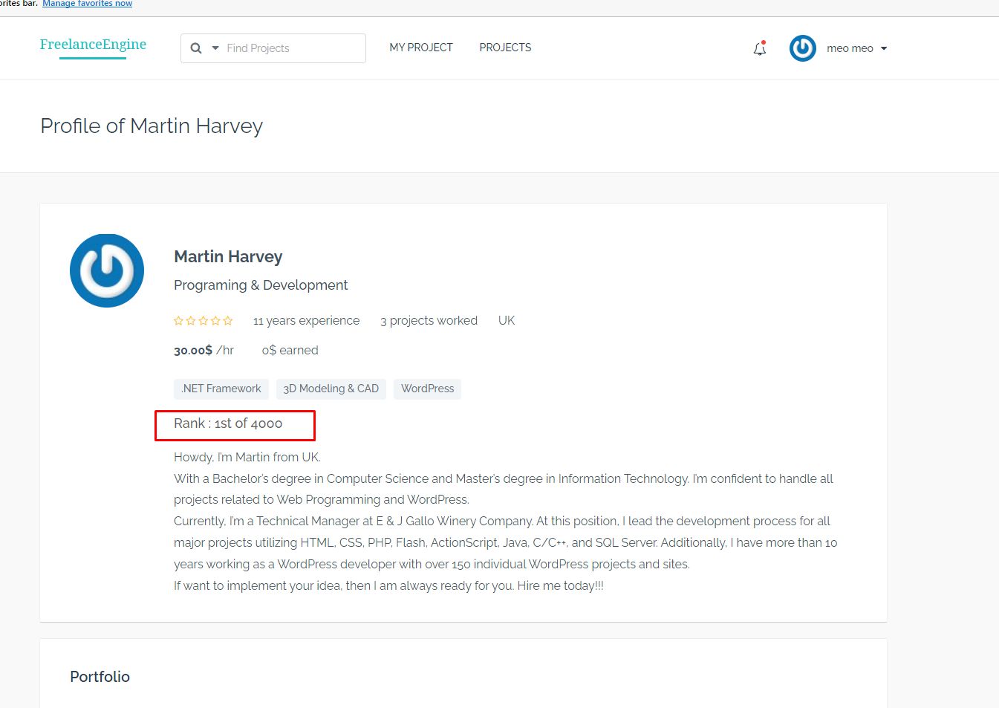 orites bar. Manage favorites now
FreelanceEngine Find Projects MY PROJECT PROJECTS meo meo
Profile of Martin Harvey
Martin Harvey
Programing & Development
11 years experience 3 projects worked UK
30.00$ /hr 0$ earned
.NET Framework 3D Modeling & CAD WordPress
Rank : 1st of 4000
Howdy, I'm Martin from UK.
With a Bachelor's degree in Computer Science and Master's degree in Information Technology. I'm confident to handle all
projects related to Web Programming and WordPress.
Currently, I'm a Technical Manager at E & J Gallo Winery Company. At this position, I lead the development process for all
major projects utilizing HTML, CSS, PHP, Flash, ActionScript, Java, C/C++, and SQL Server. Additionally, I have more than 10
years working as a WordPress developer with over 150 individual WordPress projects and sites.
If want to implement your idea, then I am always ready for you. Hire me today!!!
Portfolio